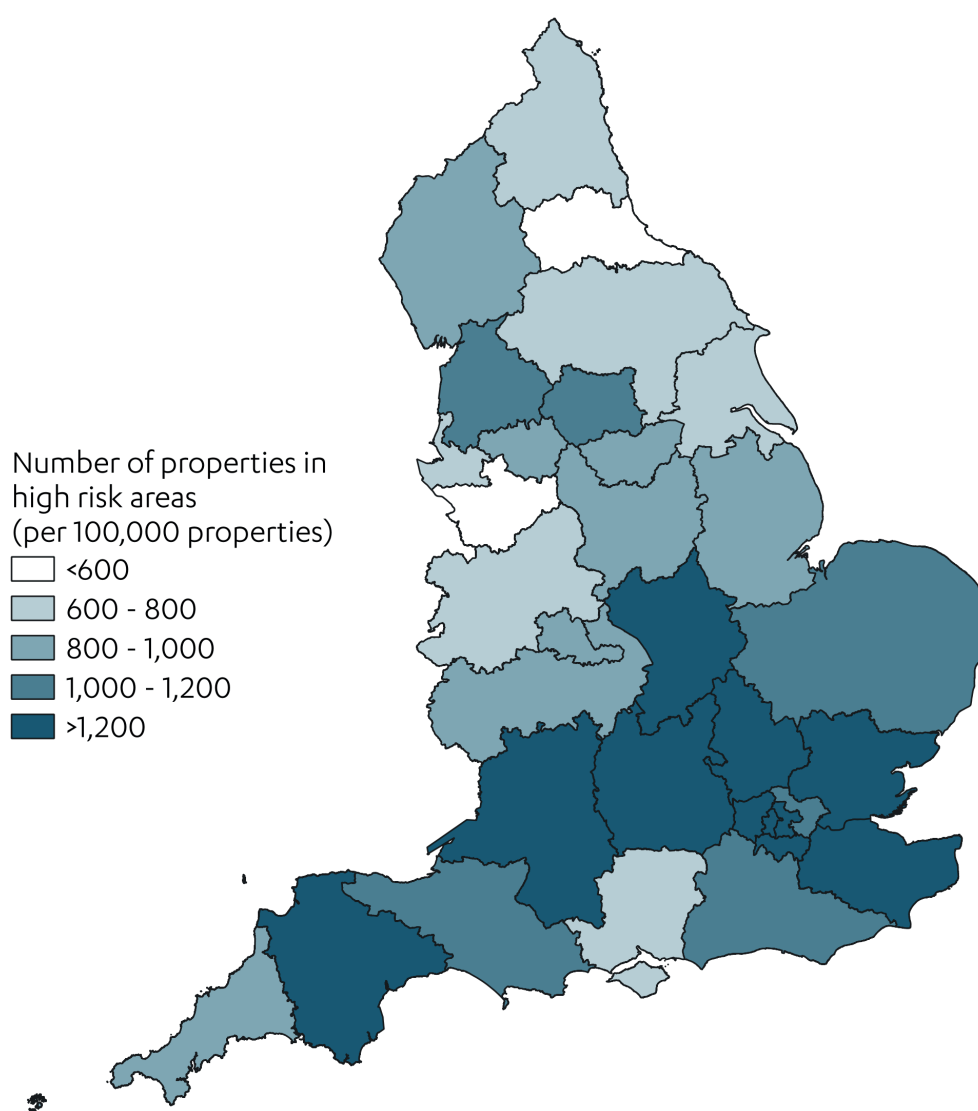 Number of properties in
high risk areas
(per 100,000 properties)
<600
600 - 800
800 - 1,000
1,000 - 1,200
>1,200